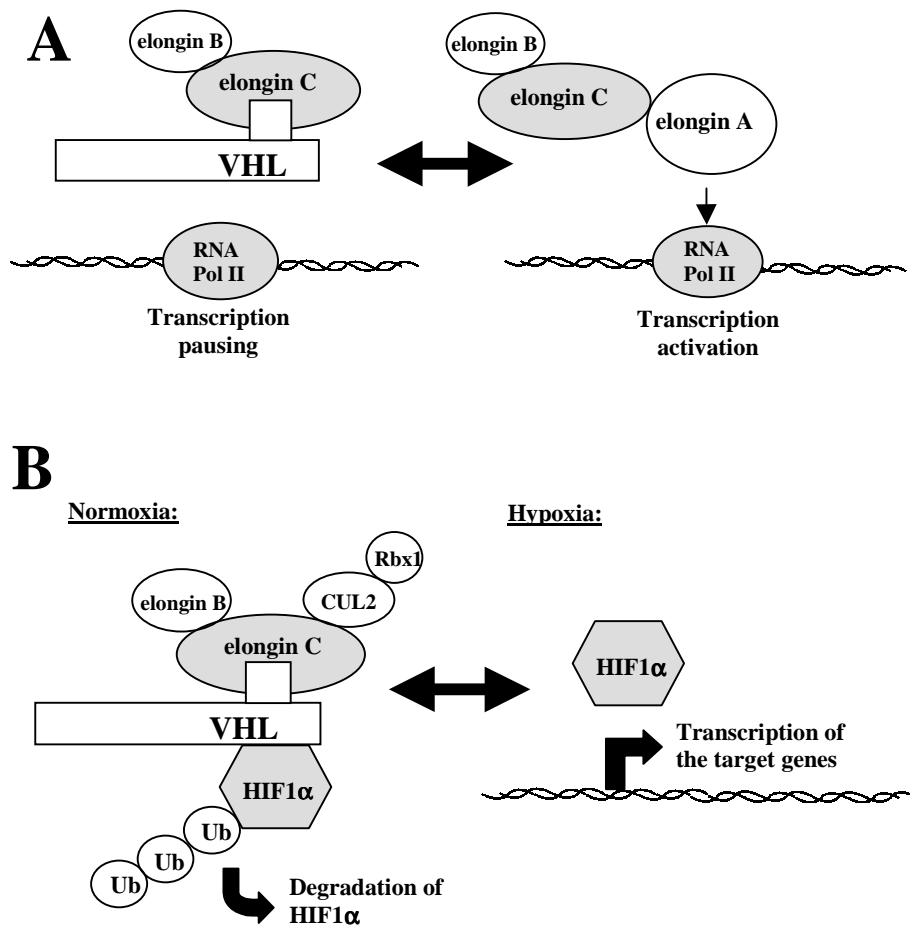 A
elongin B
elongin C
VHL
RNA
Pol II
Transcription
pausing
elongin B
elongin C
elongin A
RNA
Pol II
Transcription
activation
B
Normoxia:
Rbx1
elongin B
CUL2
elongin C
VHL
HIF1α
Ub
Ub
Ub
Degradation of
HIF1α
Hypoxia:
HIF1α
Transcription of
the target genes